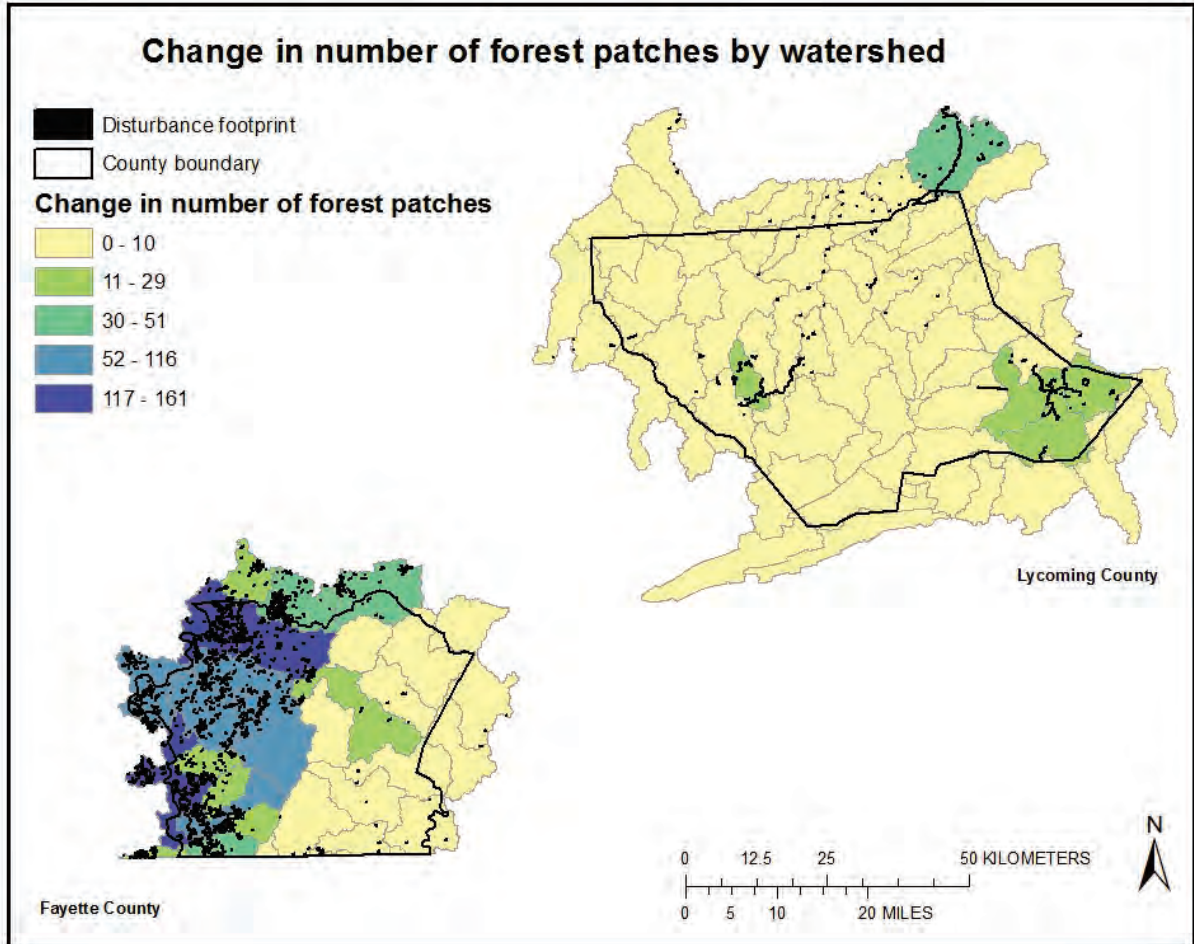 Change in number of forest patches by watershed
Disturbance footprint
County boundary
Change in number of forest patches
0 - 10
11 - 29
30 - 51
52 - 116
117 - 161
Lycoming County
Fayette County
0 12.5 25 50 KILOMETERS
0 5 10 20 MILES
N